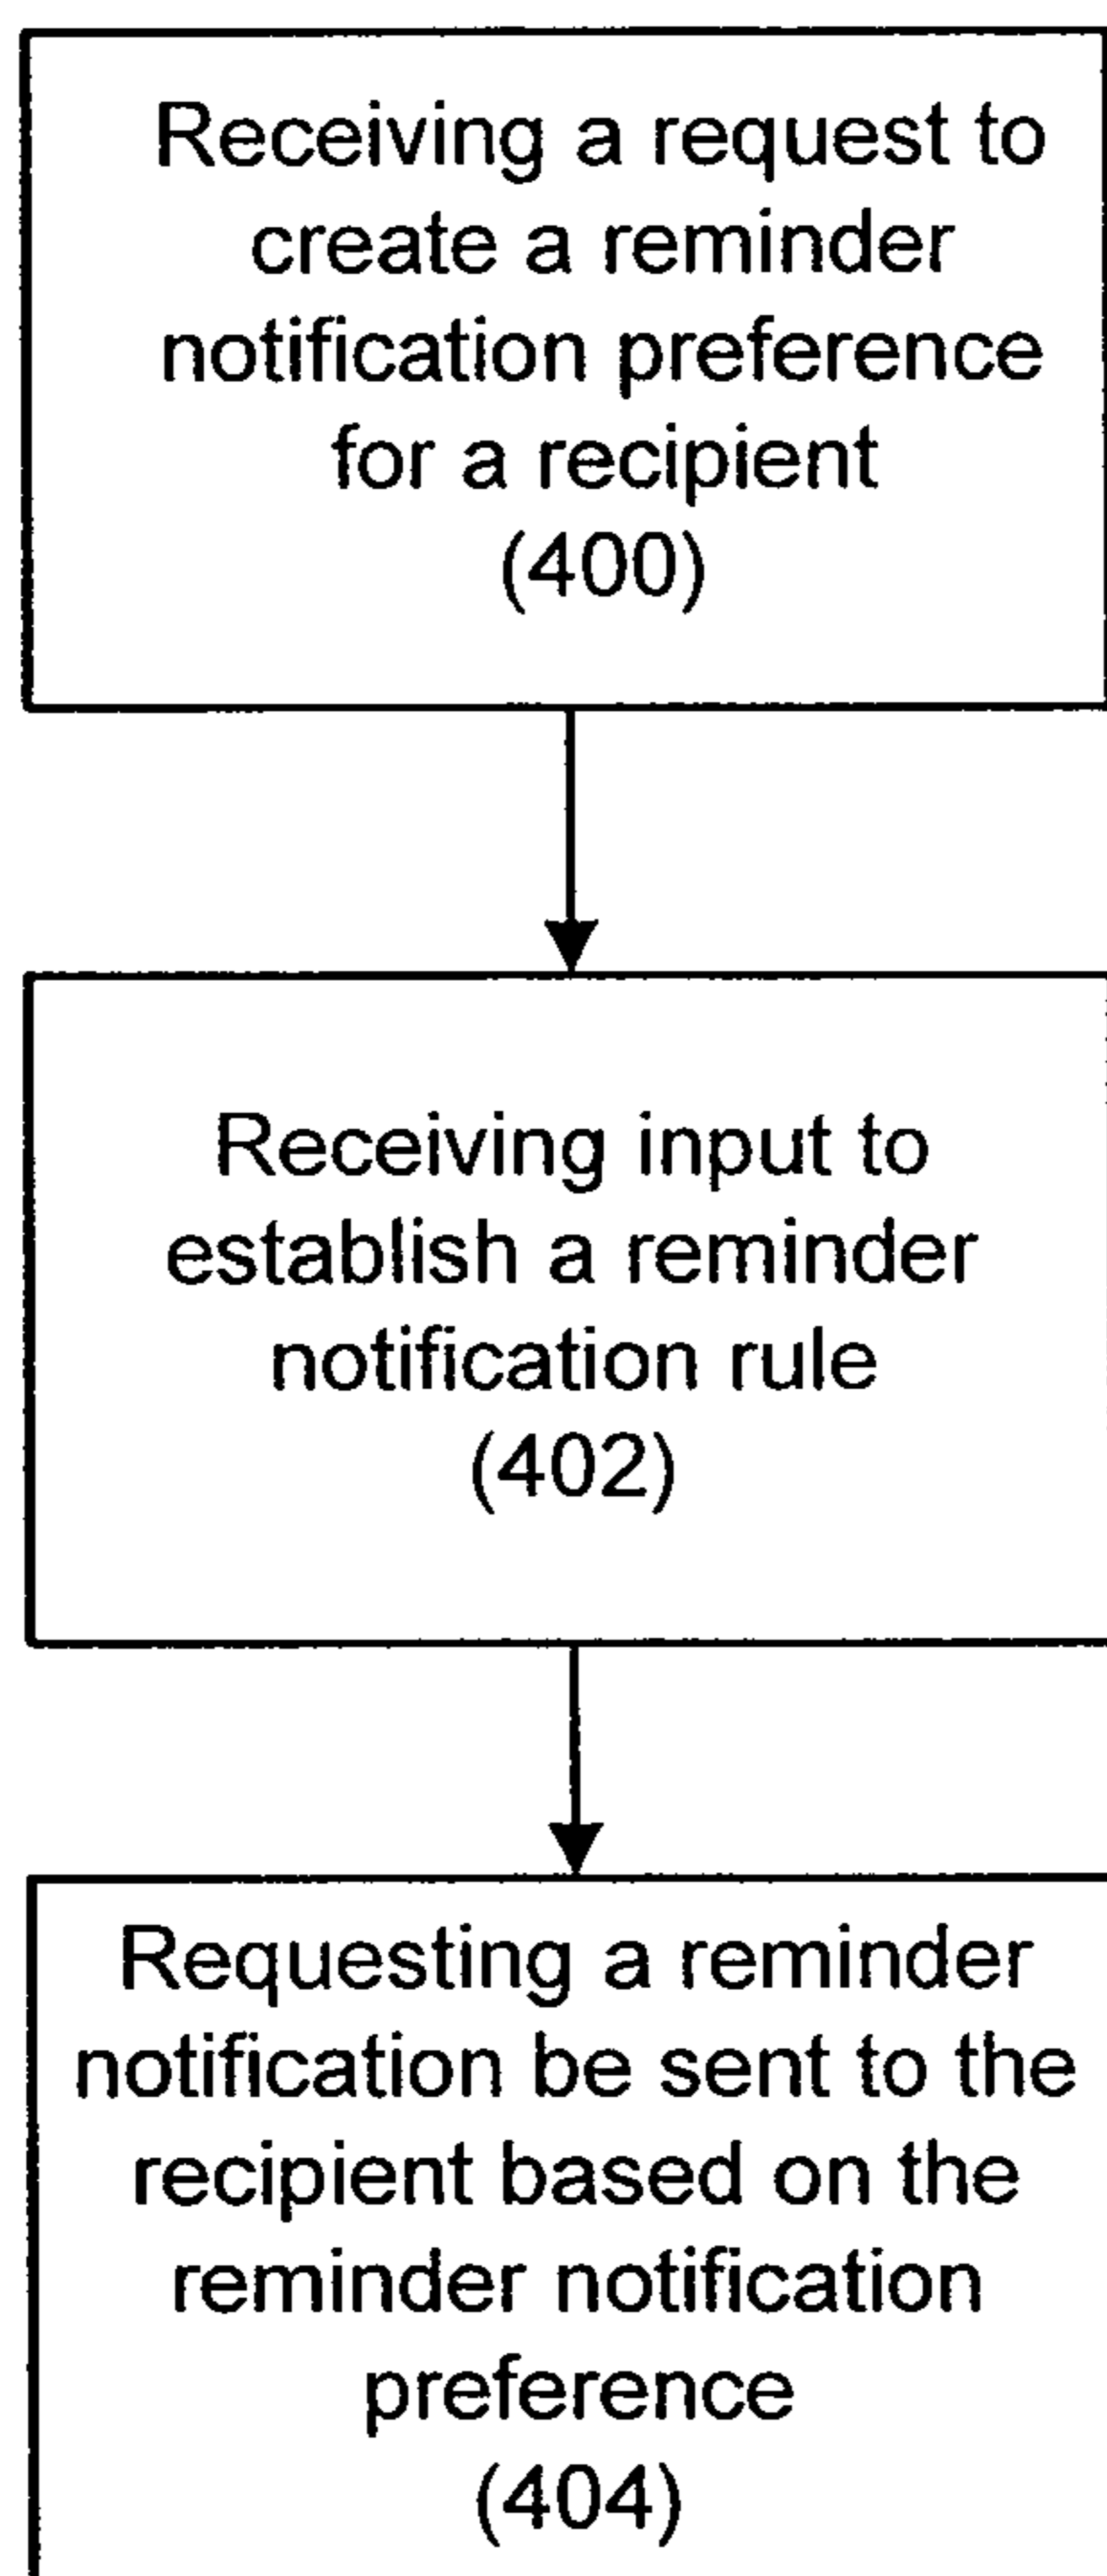 Receiving a request to
create a reminder
notification preference
for a recipient
(400)
Receiving input to
establish a reminder
notification rule
(402)
Requesting a reminder
notification be sent to the
recipient based on the
reminder notification
preference
(404)